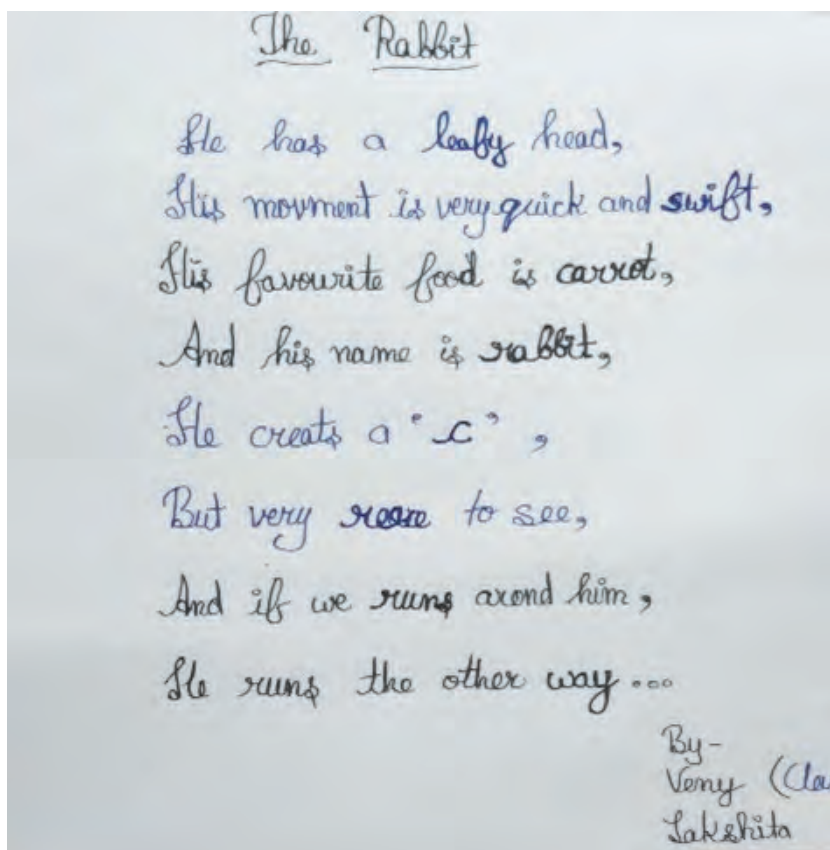 The Rabbit
He has a leafy head,
His movment is very quick and swift,
His favourite food is carrot,
And his name is rabbit,
He creats a "C",
But very to see,
And if we runs arond him,
He runs the other way...
By-
Veny
Lakshita